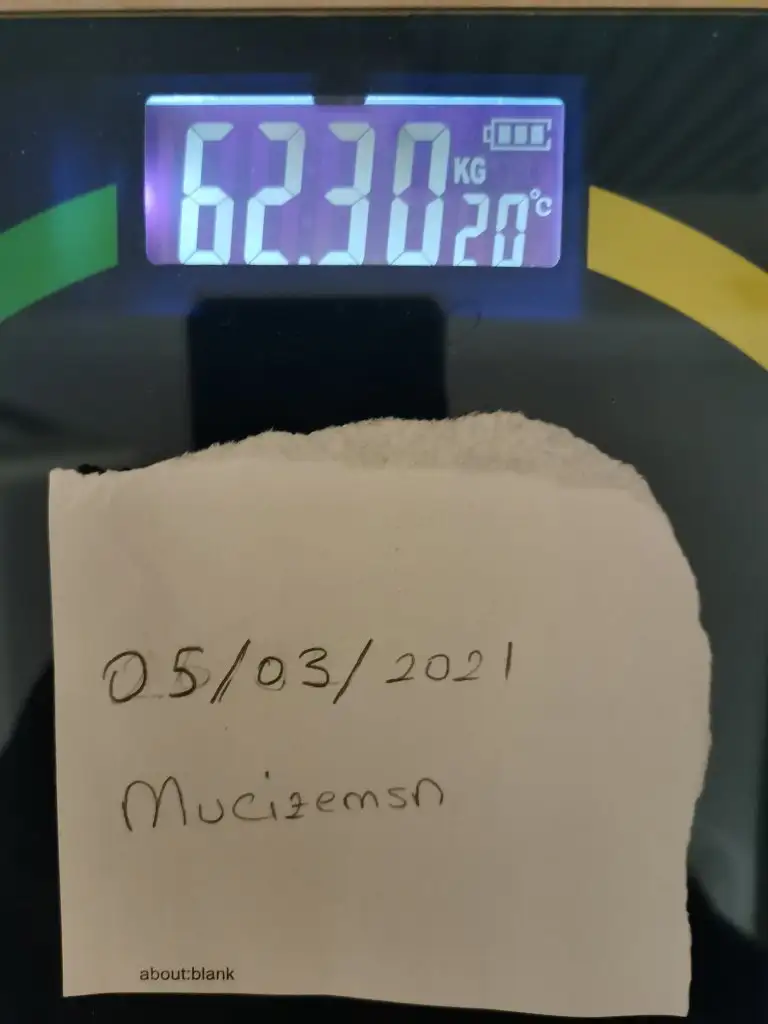 62.30 KG
20°C
05/03/2021
Mucizemsn
about:blank